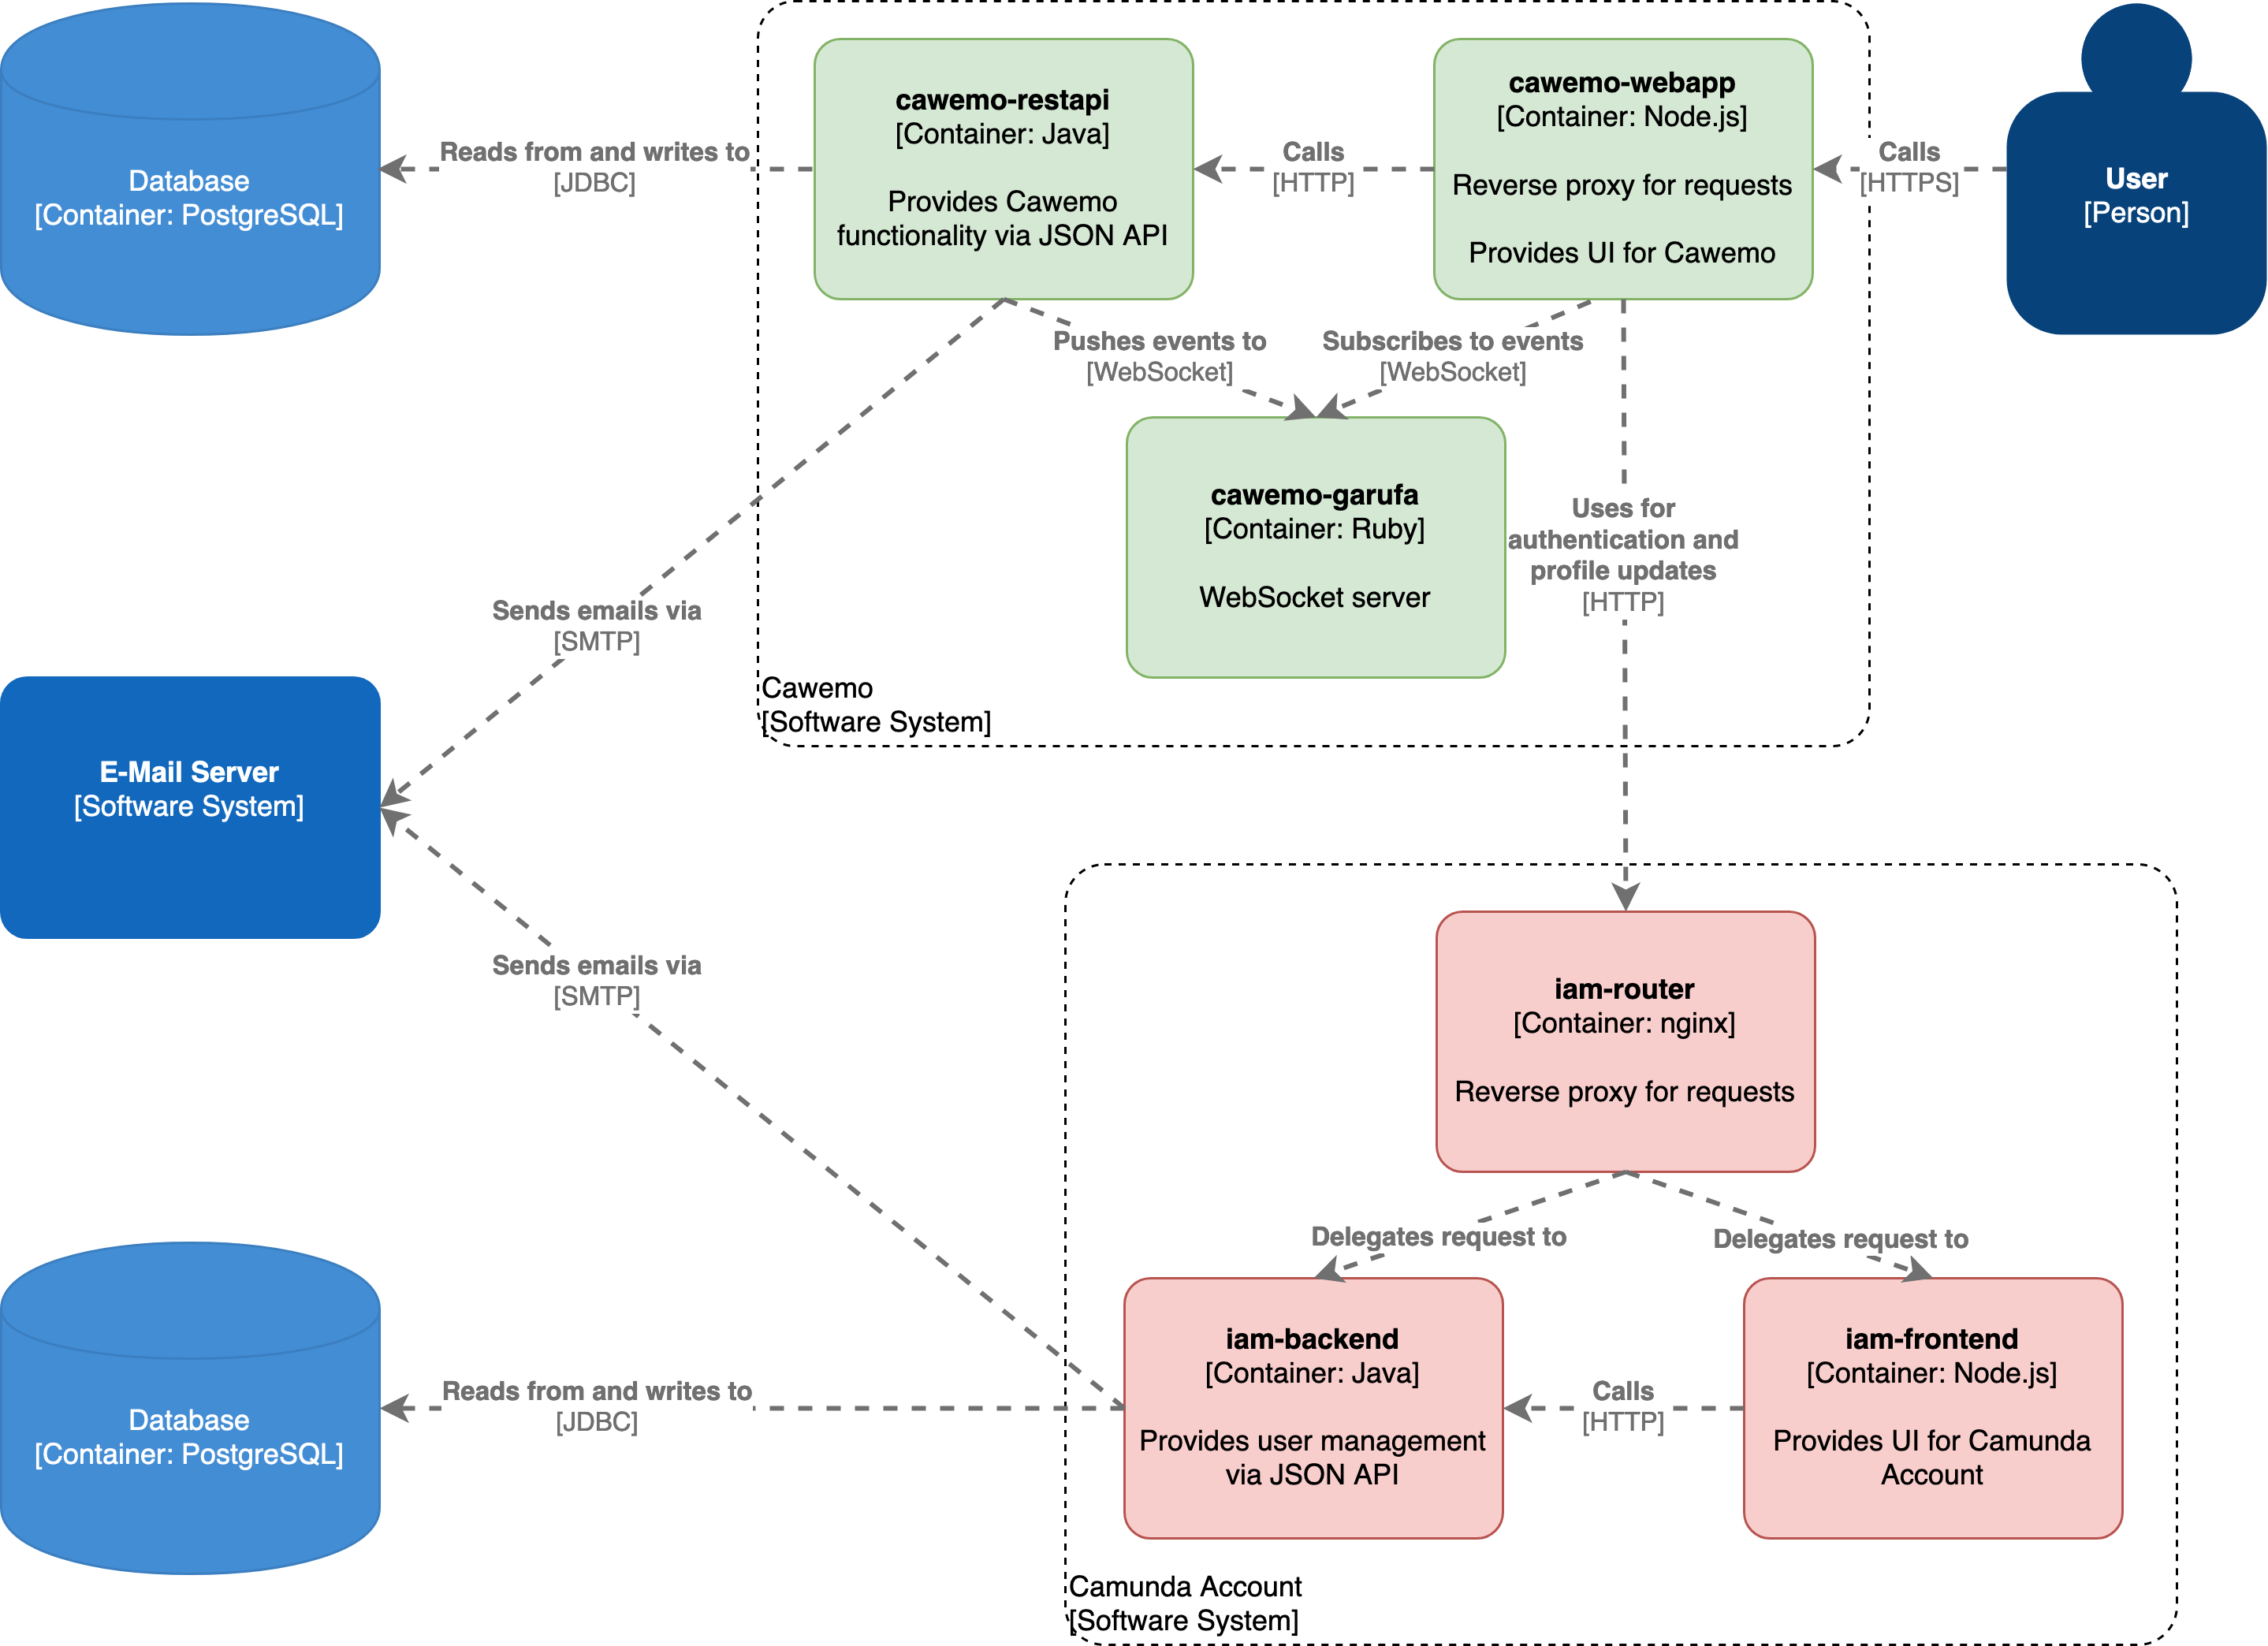 Database
[Container: PostgreSQL]
Reads from and writes to
[JDBC]
cawemo-restapi
[Container: Java]
Provides Cawemo
functionality via JSON API
Calls
[HTTP]
cawemo-webapp
[Container: Node.js]
Reverse proxy for requests
Provides UI for Cawemo
Calls
[HTTPS]
User
[Person]
Pushes events to
[WebSocket]
Subscribes to events
[WebSocket]
cawemo-garufa
[Container: Ruby]
WebSocket server
Uses for
authentication and
profile updates
[HTTP]
Sends emails via
[SMTP]
Cawemo
[Software System]
E-Mail Server
[Software System]
Sends emails via
[SMTP]
iam-router
[Container: nginx]
Reverse proxy for requests
Delegates request to
Delegates request to
Database
[Container: PostgreSQL]
Reads from and writes to
[JDBC]
iam-backend
[Container: Java]
Provides user management
via JSON API
Calls
[HTTP]
iam-frontend
[Container: Node.js]
Provides UI for Camunda
Account
Camunda Account
[Software System]